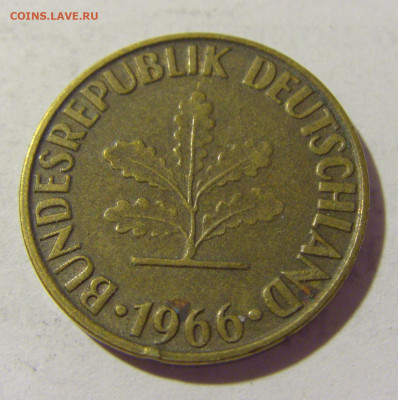 COINS.LAVE.RU
BUNDESREPUBLIK DEUTSCHLAND
· 1966 ·